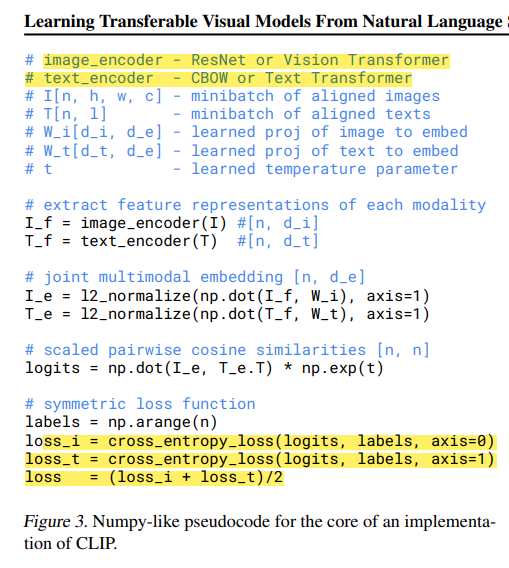 Learning Transferable Visual Models From Natural Language
# image_encoder - ResNet or Vision Transformer
# text_encoder  - CBOW or Text Transformer
# I[n, h, w, c] - minibatch of aligned images
# T[n, l]       - minibatch of aligned texts
# W_i[d_i, d_e] - learned proj of image to embed
# W_t[d_t, d_e] - learned proj of text to embed
# t             - learned temperature parameter
# extract feature representations of each modality
I_f = image_encoder(I) #[n, d_i]
T_f = text_encoder(T)  #[n, d_t]
# joint multimodal embedding [n, d_e]
I_e = l2_normalize(np.dot(I_f, W_i), axis=1)
T_e = l2_normalize(np.dot(T_f, W_t), axis=1)
# scaled pairwise cosine similarities [n, n]
logits = np.dot(I_e, T_e.T) * np.exp(t)
# symmetric loss function
labels = np.arange(n)
loss_i = cross_entropy_loss(logits, labels, axis=0)
loss_t = cross_entropy_loss(logits, labels, axis=1)
loss   = (loss_i + loss_t)/2
Figure 3. Numpy-like pseudocode for the core of an implementa-
tion of CLIP.